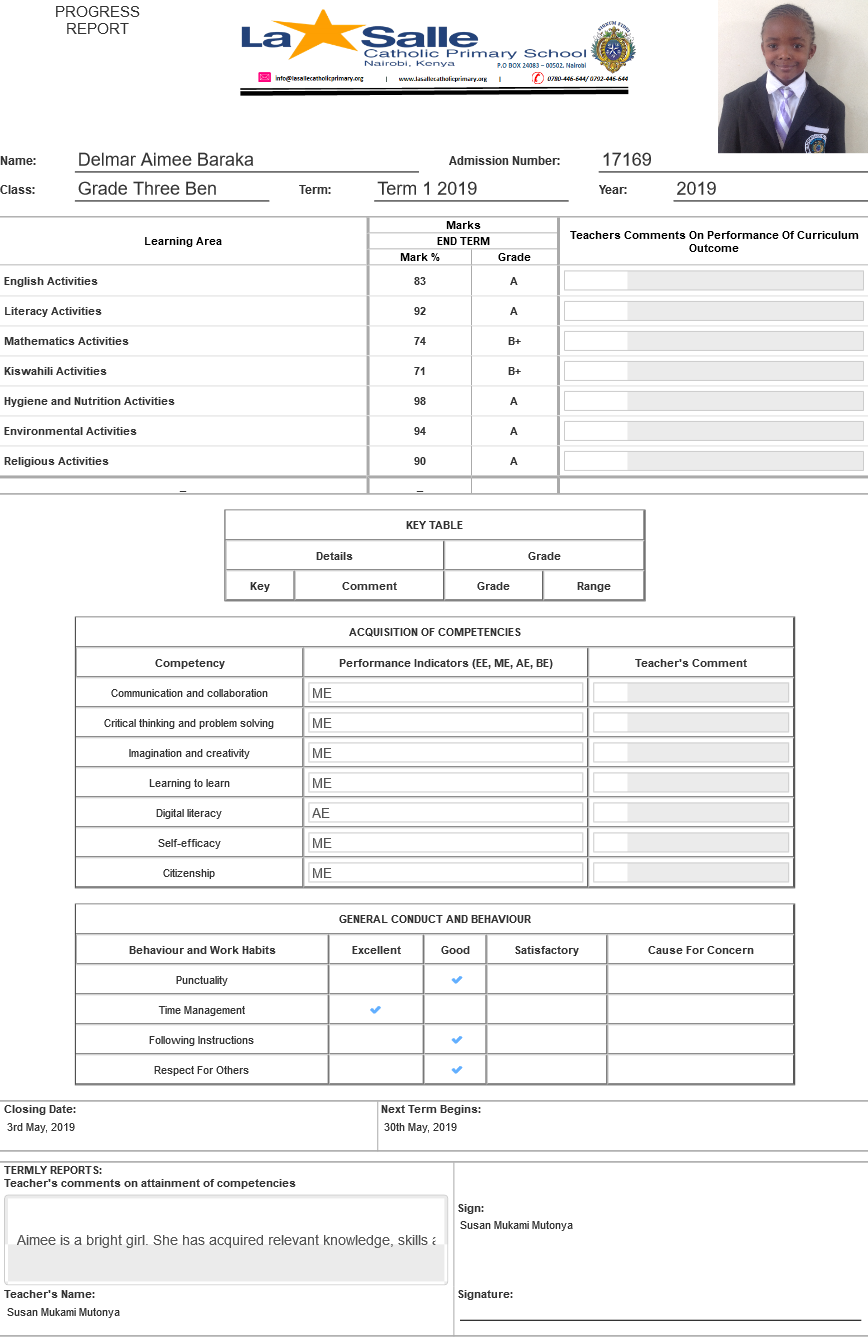 PROGRESS
REPORT
La Salle
Catholic Primary School
Nairobi, Kenya
P.O BOX 24083 – 00502, Nairobi
info@lasallecatholicprimary.org | www.lasallecatholicprimary.org | 0780-446-644/ 0792-446-644
Name: Delmar Aimee Baraka Admission Number: 17169
Class: Grade Three Ben Term: Term 1 2019 Year: 2019
Learning Area Marks Teachers Comments On Performance Of Curriculum Outcome
END TERM
Mark % Grade
English Activities 83 A
Literacy Activities 92 A
Mathematics Activities 74 B+
Kiswahili Activities 71 B+
Hygiene and Nutrition Activities 98 A
Environmental Activities 94 A
Religious Activities 90 A
_ _
KEY TABLE
Details Grade
Key Comment Grade Range
ACQUISITION OF COMPETENCIES
Competency Performance Indicators (EE, ME, AE, BE) Teacher's Comment
Communication and collaboration ME
Critical thinking and problem solving ME
Imagination and creativity ME
Learning to learn ME
Digital literacy AE
Self-efficacy ME
Citizenship ME
GENERAL CONDUCT AND BEHAVIOUR
Behaviour and Work Habits Excellent Good Satisfactory Cause For Concern
Punctuality ✔
Time Management ✔
Following Instructions ✔
Respect For Others ✔
Closing Date: Next Term Begins:
3rd May, 2019 30th May, 2019
TERMLY REPORTS:
Teacher's comments on attainment of competencies
Aimee is a bright girl. She has acquired relevant knowledge, skills
Sign:
Susan Mukami Mutonya
Teacher's Name: Signature:
Susan Mukami Mutonya